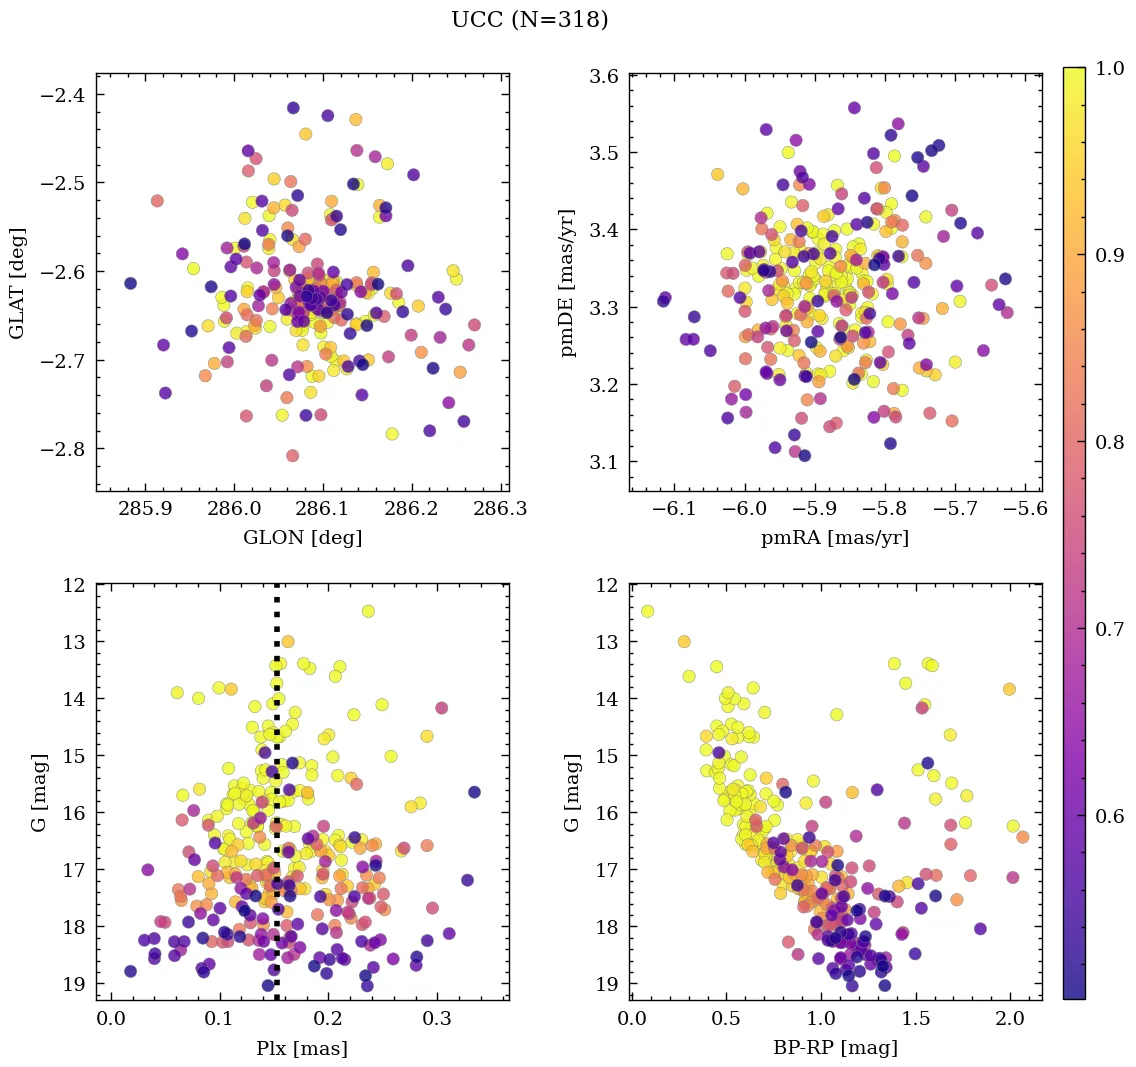 UCC (N=318)
−2.4
−2.5
−2.6
−2.7
−2.8
GLAT [deg]
285.9 286.0 286.1 286.2 286.3
GLON [deg]
3.6
3.5
3.4
3.3
3.2
3.1
pmDE [mas/yr]
−6.1 −6.0 −5.9 −5.8 −5.7 −5.6
pmRA [mas/yr]
12
13
14
15
16
17
18
19
G [mag]
0.0 0.1 0.2 0.3
Plx [mas]
12
13
14
15
16
17
18
19
G [mag]
0.0 0.5 1.0 1.5 2.0
BP-RP [mag]
1.0
0.9
0.8
0.7
0.6